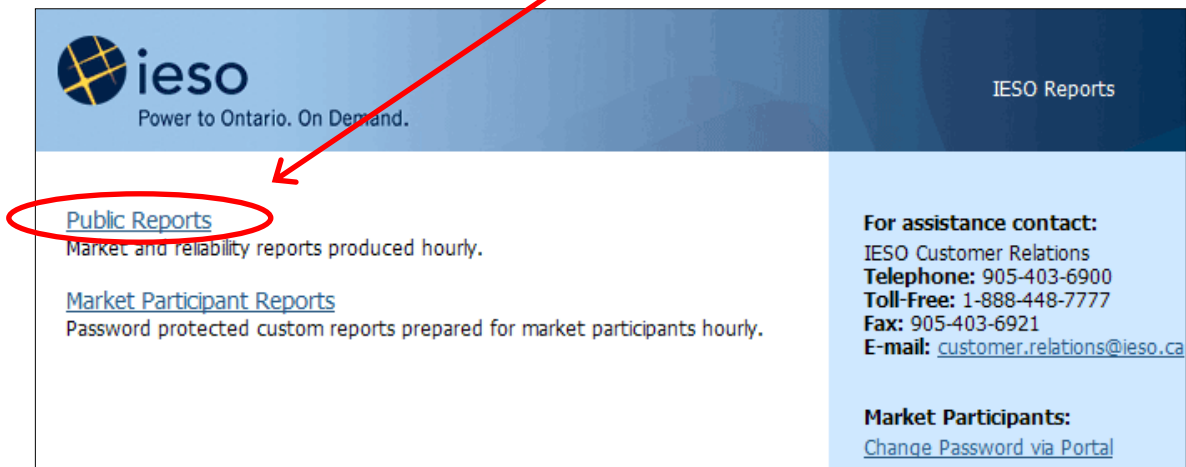 ieso
Power to Ontario. On Demand.
IESO Reports
Public Reports
Market and reliability reports produced hourly.
Market Participant Reports
Password protected custom reports prepared for market participants hourly.
For assistance contact:
IESO Customer Relations
Telephone: 905-403-6900
Toll-Free: 1-888-448-7777
Fax: 905-403-6921
E-mail: customer.relations@ieso.ca
Market Participants:
Change Password via Portal